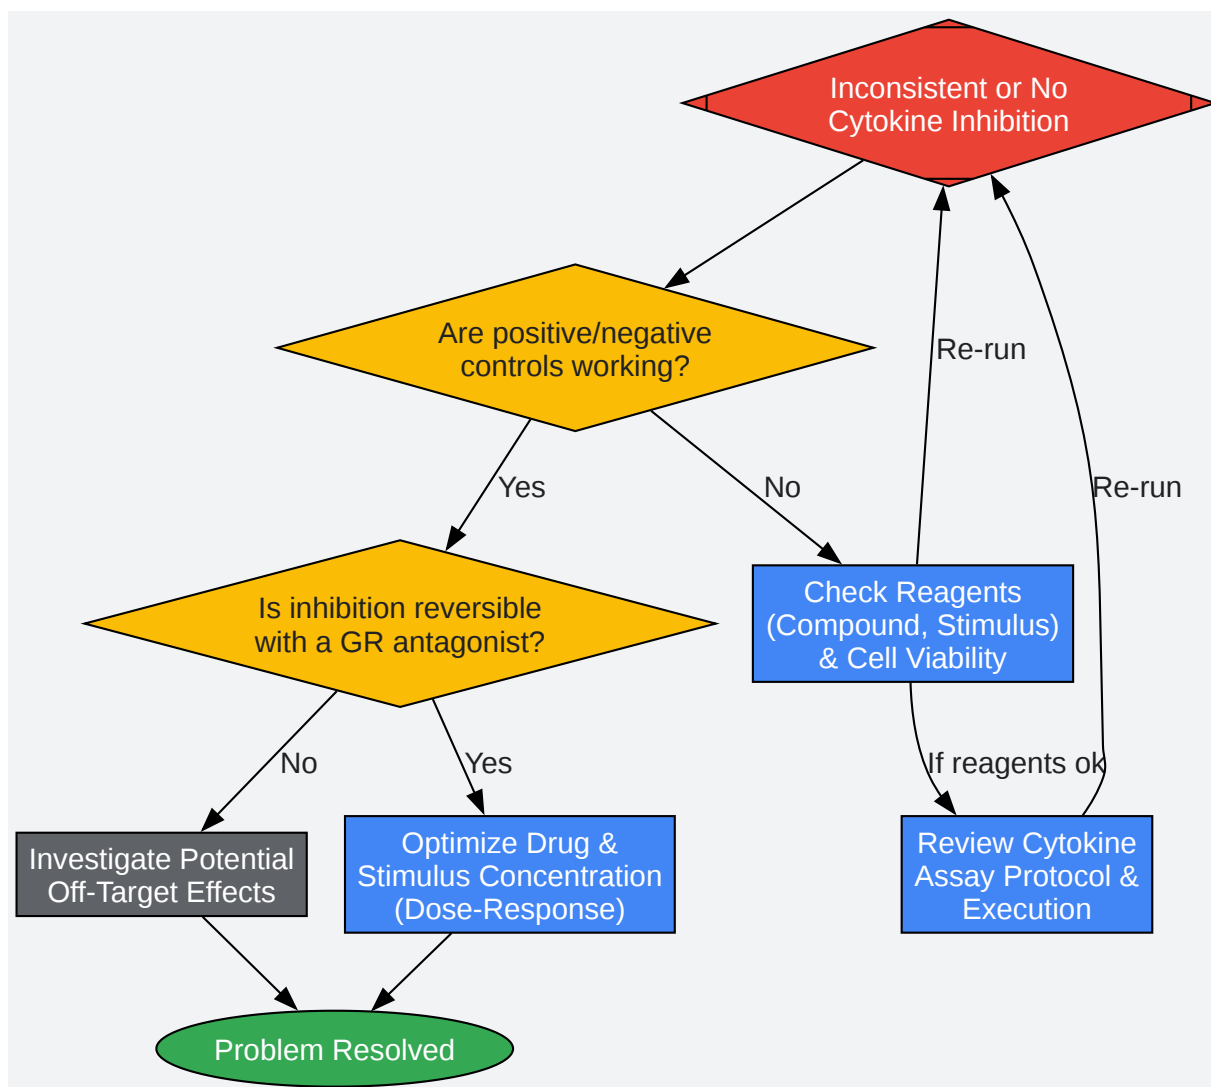 Inconsistent or No
Cytokine Inhibition
Are positive/negative
controls working?
Re-run
Yes
No
Re-run
Is inhibition reversible
with a GR antagonist?
Check Reagents
(Compound, Stimulus)
& Cell Viability
No
Yes
If reagents ok
Investigate Potential
Off-Target Effects
Optimize Drug &
Stimulus Concentration
(Dose-Response)
Review Cytokine
Assay Protocol &
Execution
Problem Resolved